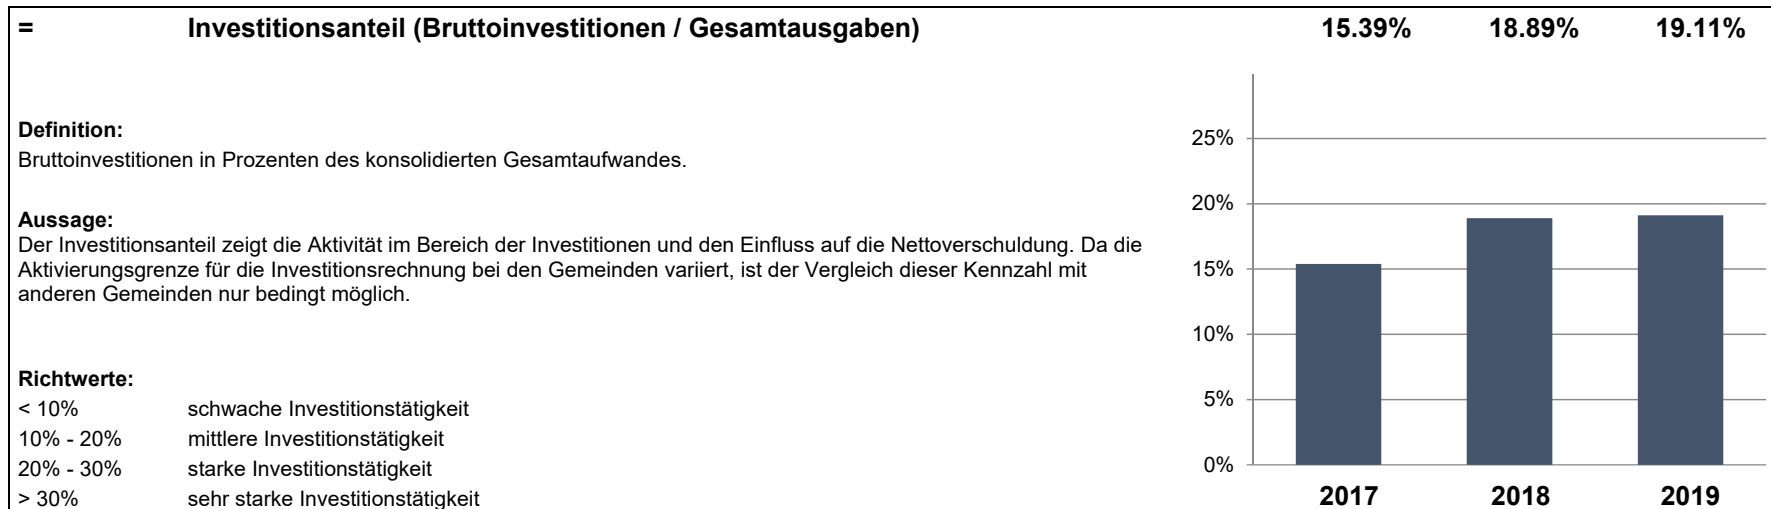 = Investitionsanteil (Bruttoinvestitionen / Gesamtausgaben) 15.39% 18.89% 19.11%
Definition:
Bruttoinvestitionen in Prozenten des konsolidierten Gesamtaufwandes.
Aussage:
Der Investitionsanteil zeigt die Aktivität im Bereich der Investitionen und den Einfluss auf die Nettoverschuldung. Da die
Aktivierungsgrenze für die Investitionsrechnung bei den Gemeinden variiert, ist der Vergleich dieser Kennzahl mit
anderen Gemeinden nur bedingt möglich.
Richtwerte:
< 10% schwache Investitionstätigkeit
10% - 20% mittlere Investitionstätigkeit
20% - 30% starke Investitionstätigkeit
> 30% sehr starke Investitionstätigkeit
25%
20%
15%
10%
5%
0%
2017 2018 2019